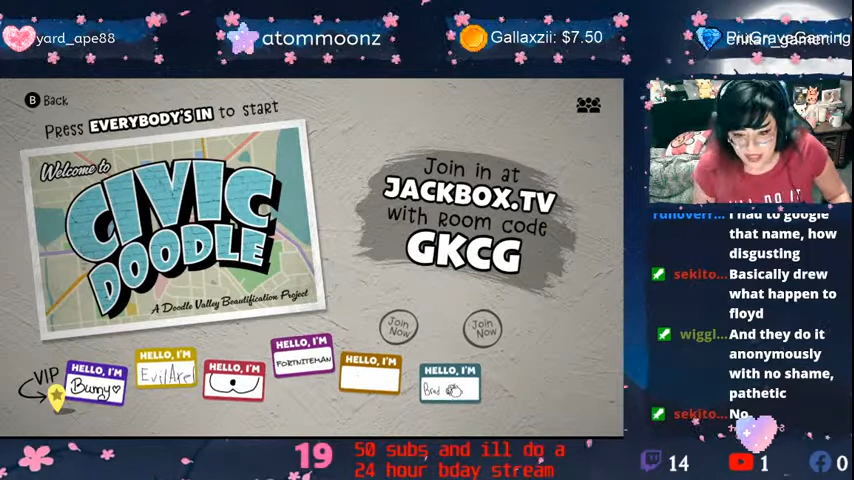 yard_ape88
atommoonz
Gallaxzii: $7.50
B Back
Press EVERYBODY'S IN to start
Welcome to
CIVIC
DOODLE
A Doodle Valley Beautification Project
Join in at
JACKBOX.TV
with Room code
GKCG
Join Now
Join Now
VIP
HELLO, I'M
Bunny
HELLO, I'M
EvilArel
HELLO, I'M
HELLO, I'M
FORTNITEMAN
HELLO, I'M
HELLO, I'M
Brad
I had to google
that name, how
disgusting
sekito... Basically drew
what happen to
floyd
wiggl... And they do it
anonymously
with no shame,
pathetic
sekito... No
19
50 subs and ill do a
24 hour bday stream
14
1
0